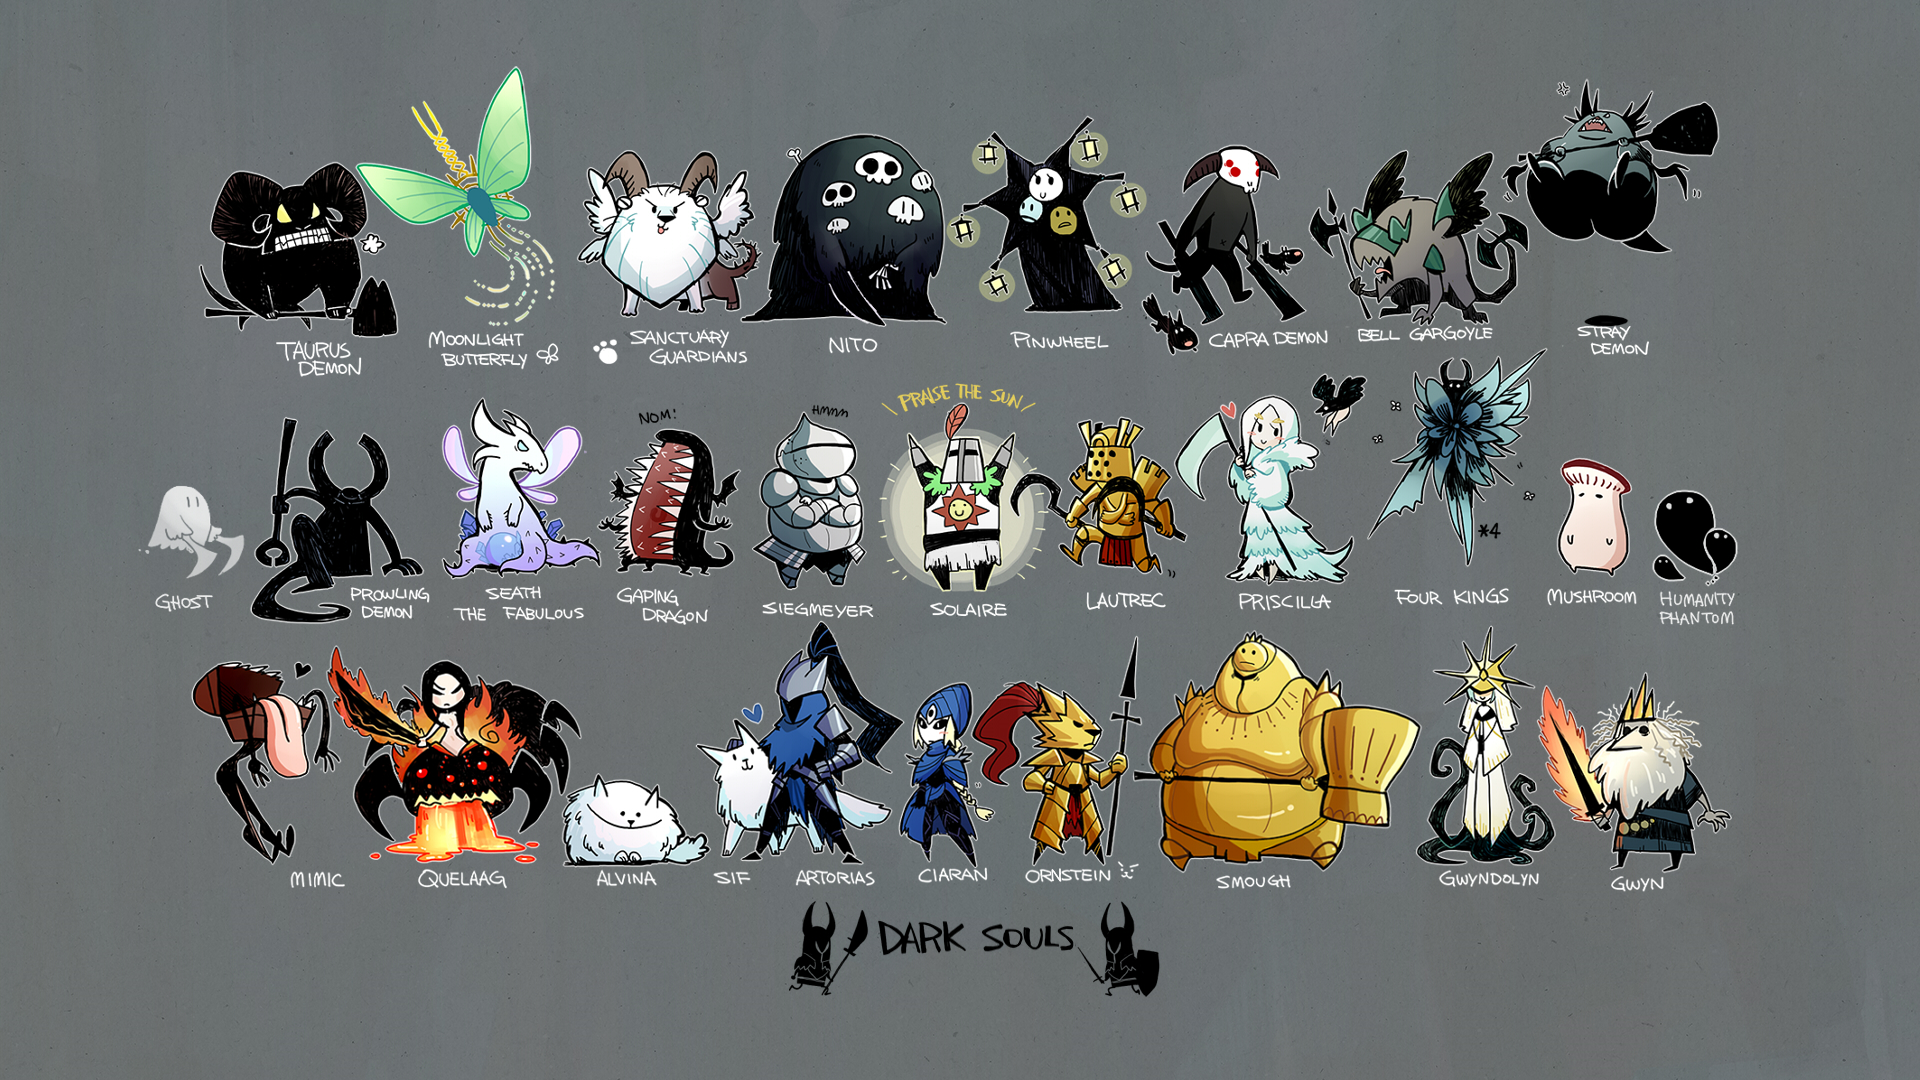 TAURUS
DEMON
MOONLIGHT
BUTTERFLY
SANCTUARY
GUARDIANS
NITO
PINWHEEL
CAPRA DEMON
BELL GARGOYLE
STRAY
DEMON
GHOST
PROWLING
DEMON
SEATH
THE FABULOUS
NOM!
GAPING
DRAGON
HMMM
SIEGMEYER
\ PRAISE THE SUN /
SOLAIRE
LAUTREC
PRISCILLA
*4
FOUR KINGS
MUSHROOM
HUMANITY
PHANTOM
MIMIC
QUELAAG
ALVINA
SIF
ARTORIAS
CIARAN
ORNSTEIN
SMOUGH
GWYNDOLYN
GWYN
DARK SOULS